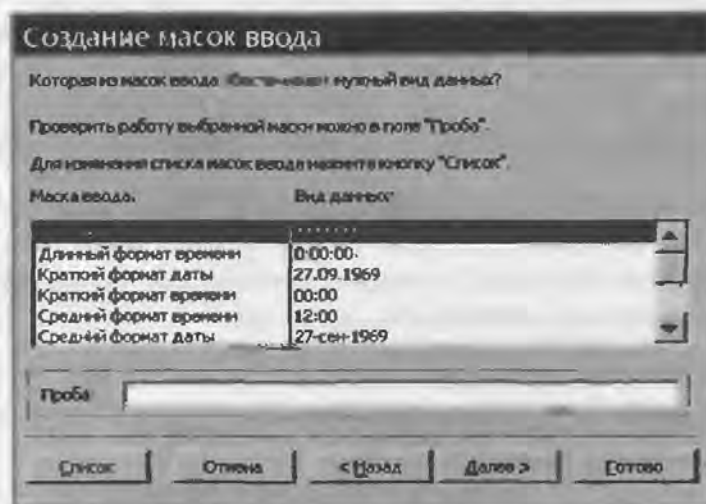 Создание масок ввода
Которая из масок ввода обеспечивает нужный вид данных?
Проверить работу выбранной маски можно в поле "Проба".
Для изменения списка масок ввода нажмите кнопку "Список".
Маска ввода: Вид данных:
*******
Длинный формат времени 0:00:00
Краткий формат даты 27.09.1969
Краткий формат времени 00:00
Средний формат времени 12:00
Средний формат даты 27-сен-1969
Проба:
Список Отмена < Назад Далее > Готово